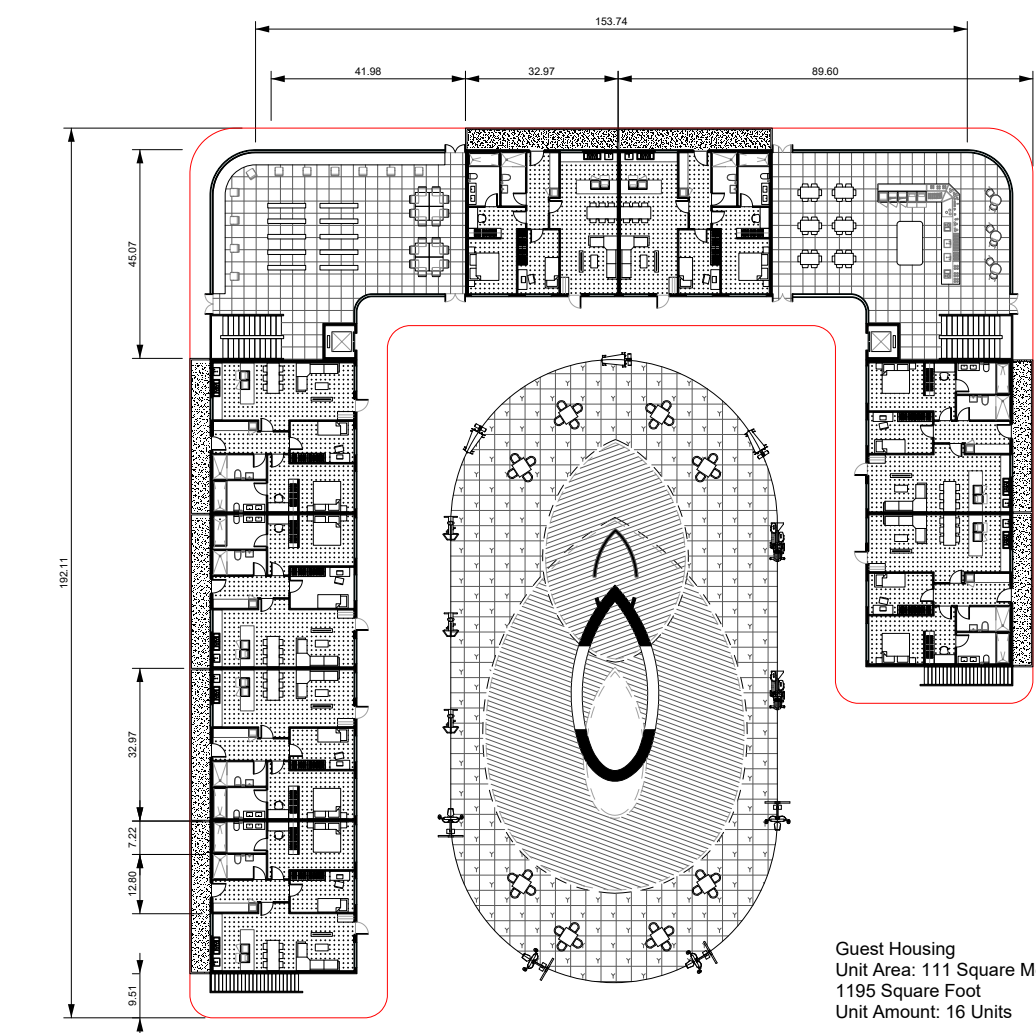 153.74
41.98
32.97
89.60
45.07
192.11
32.97
7.22
12.80
9.51
Guest Housing
Unit Area: 111 Square M
1195 Square Foot
Unit Amount: 16 Units